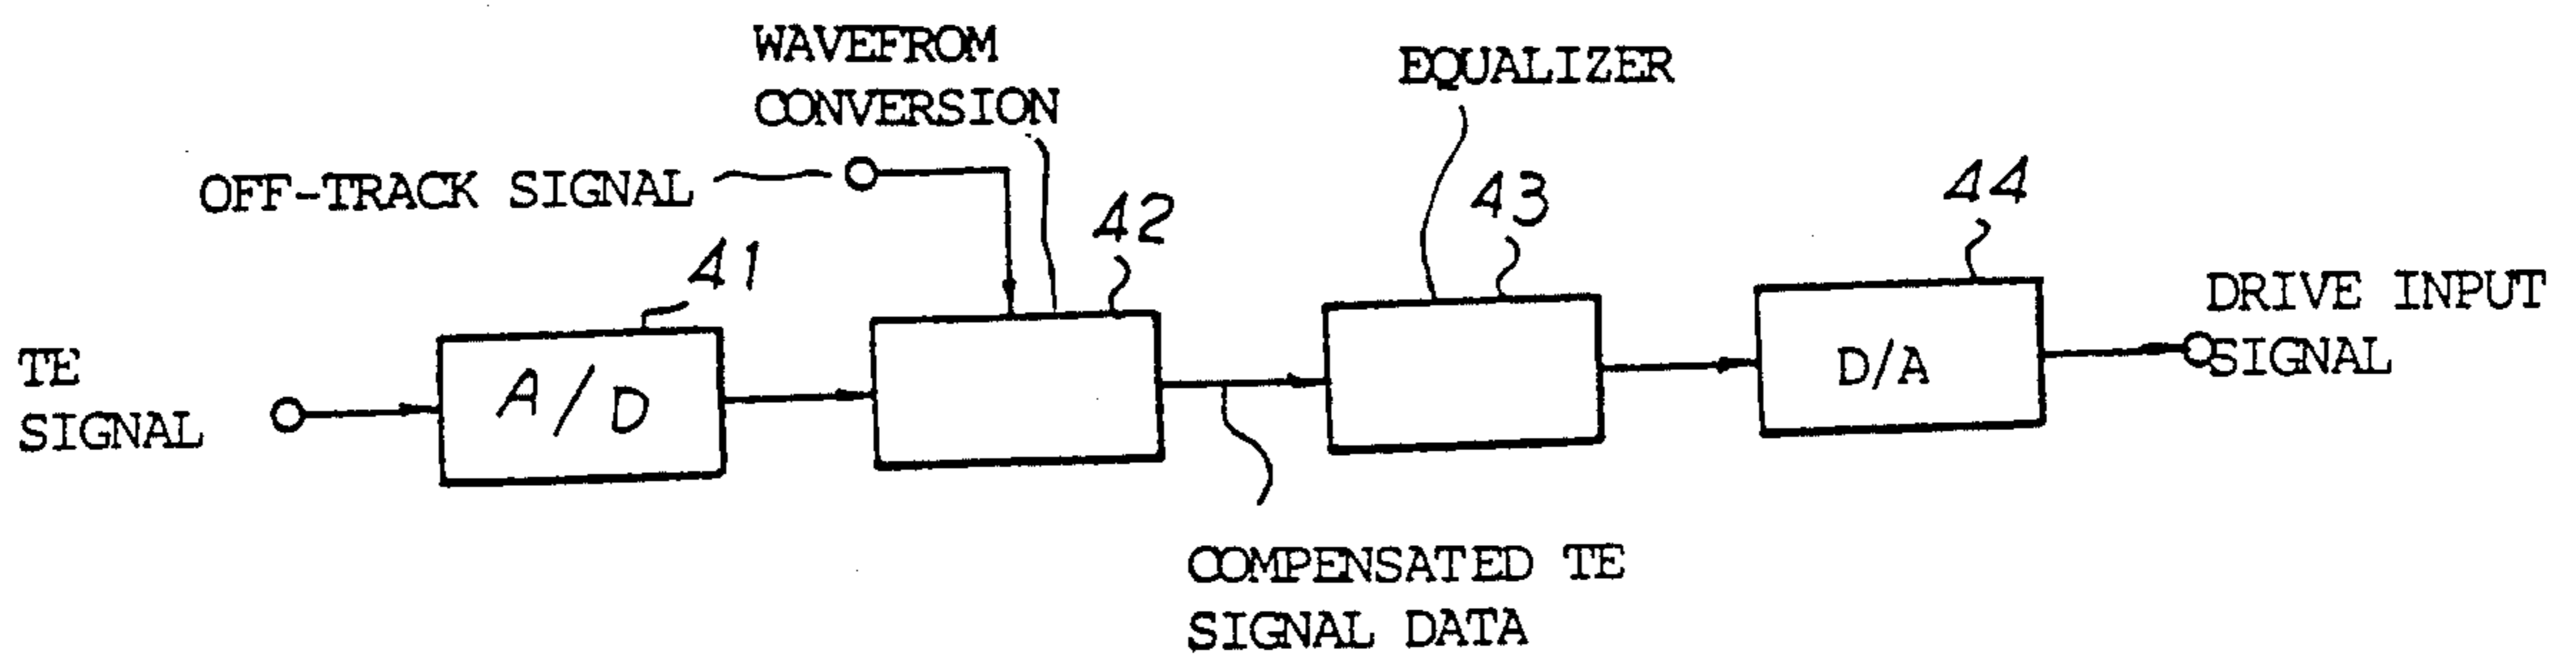 WAVEFROM
CONVERSION
EQUALIZER
OFF-TRACK SIGNAL
41
42
43
44
TE
SIGNAL
A/D
D/A
DRIVE INPUT
SIGNAL
COMPENSATED TE
SIGNAL DATA